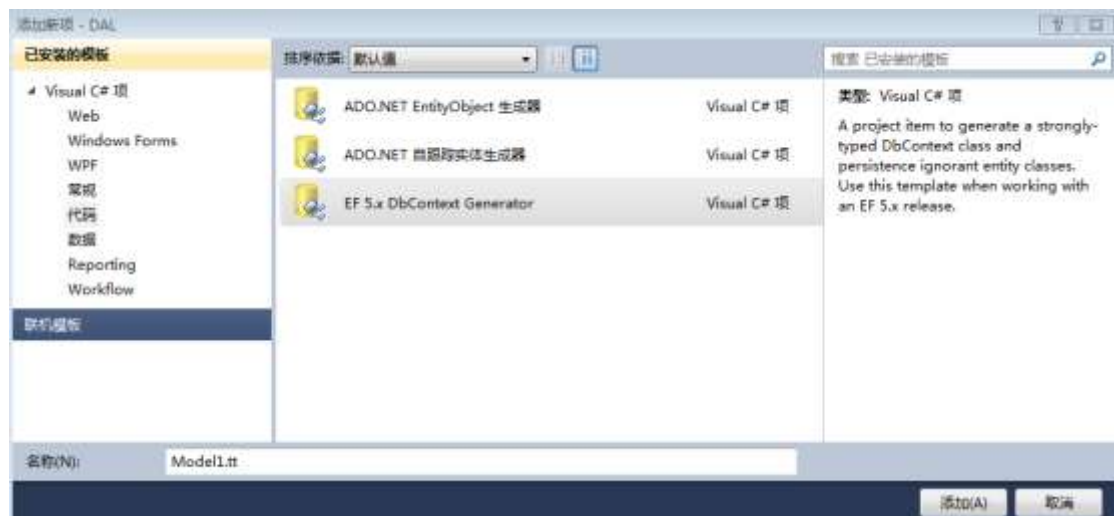 添加新项 - DAL
已安装的模板
排序依据: 默认值
搜索 已安装的模板
Visual C# 项
Web
Windows Forms
WPF
常规
代码
数据
Reporting
Workflow
联机模板
ADO.NET EntityObject 生成器 Visual C# 项
ADO.NET 自跟踪实体生成器 Visual C# 项
EF 5.x DbContext Generator Visual C# 项
类型: Visual C# 项
A project item to generate a strongly-
typed DbContext class and
persistence ignorant entity classes.
Use this template when working with
an EF 5.x release.
名称(N): Model1.tt
添加(A) 取消